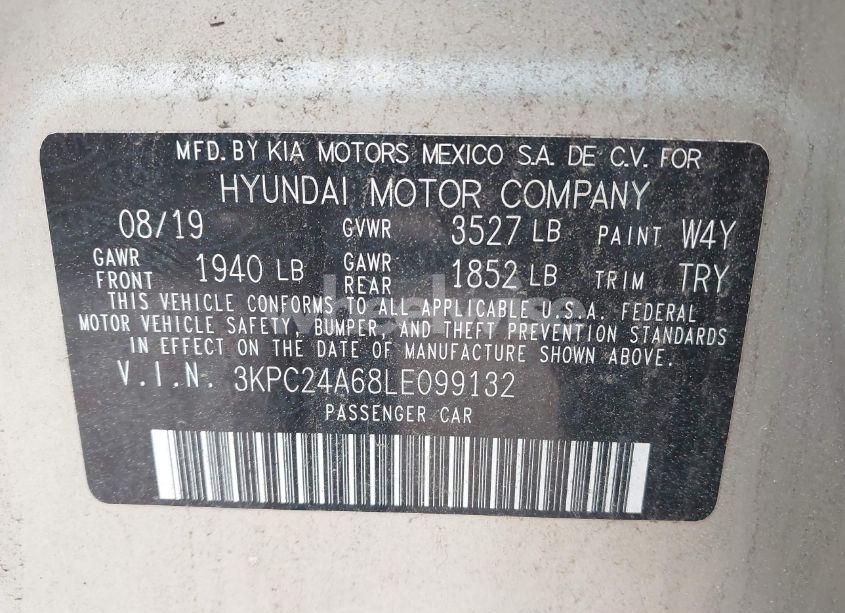 MFD. BY KIA MOTORS MEXICO S.A. DE C.V. FOR
HYUNDAI MOTOR COMPANY
08/19 GVWR 3527 LB PAINT W4Y
GAWR FRONT 1940 LB GAWR REAR 1852 LB TRIM TRY
THIS VEHICLE CONFORMS TO ALL APPLICABLE U.S.A. FEDERAL
MOTOR VEHICLE SAFETY, BUMPER, AND THEFT PREVENTION STANDARDS
IN EFFECT ON THE DATE OF MANUFACTURE SHOWN ABOVE.
V.I.N. 3KPC24A68LE099132
PASSENGER CAR